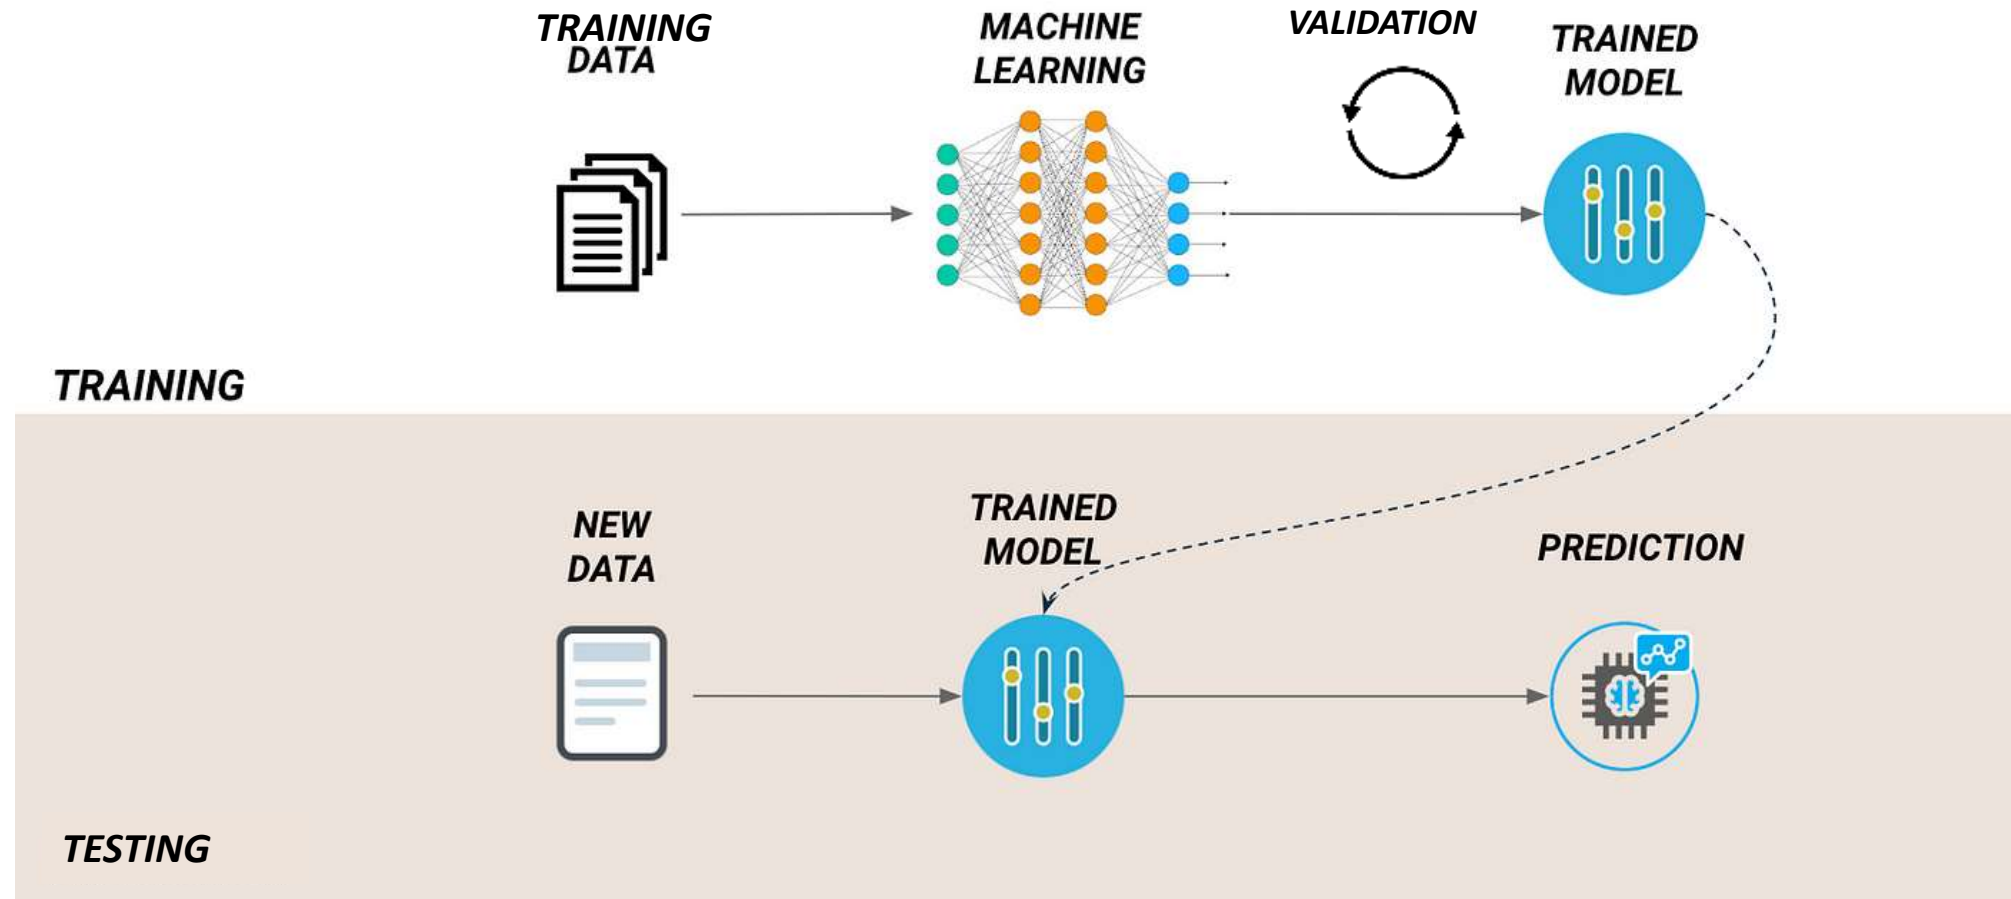 TRAINING
DATA
MACHINE
LEARNING
VALIDATION
TRAINED
MODEL
TRAINING
NEW
DATA
TRAINED
MODEL
PREDICTION
TESTING